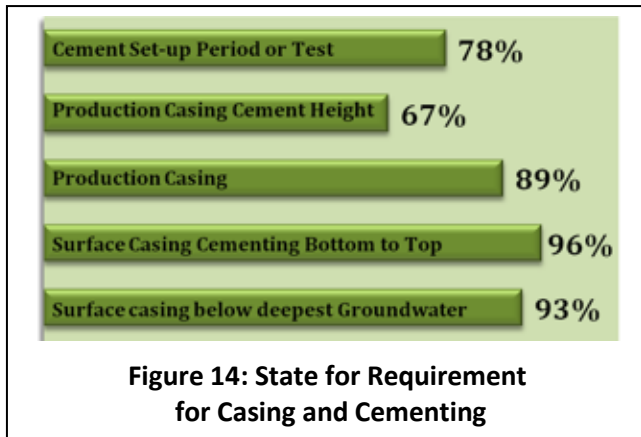 Cement Set-up Period or Test 78%
Production Casing Cement Height 67%
Production Casing 89%
Surface Casing Cementing Bottom to Top 96%
Surface casing below deepest Groundwater 93%
Figure 14: State for Requirement
for Casing and Cementing